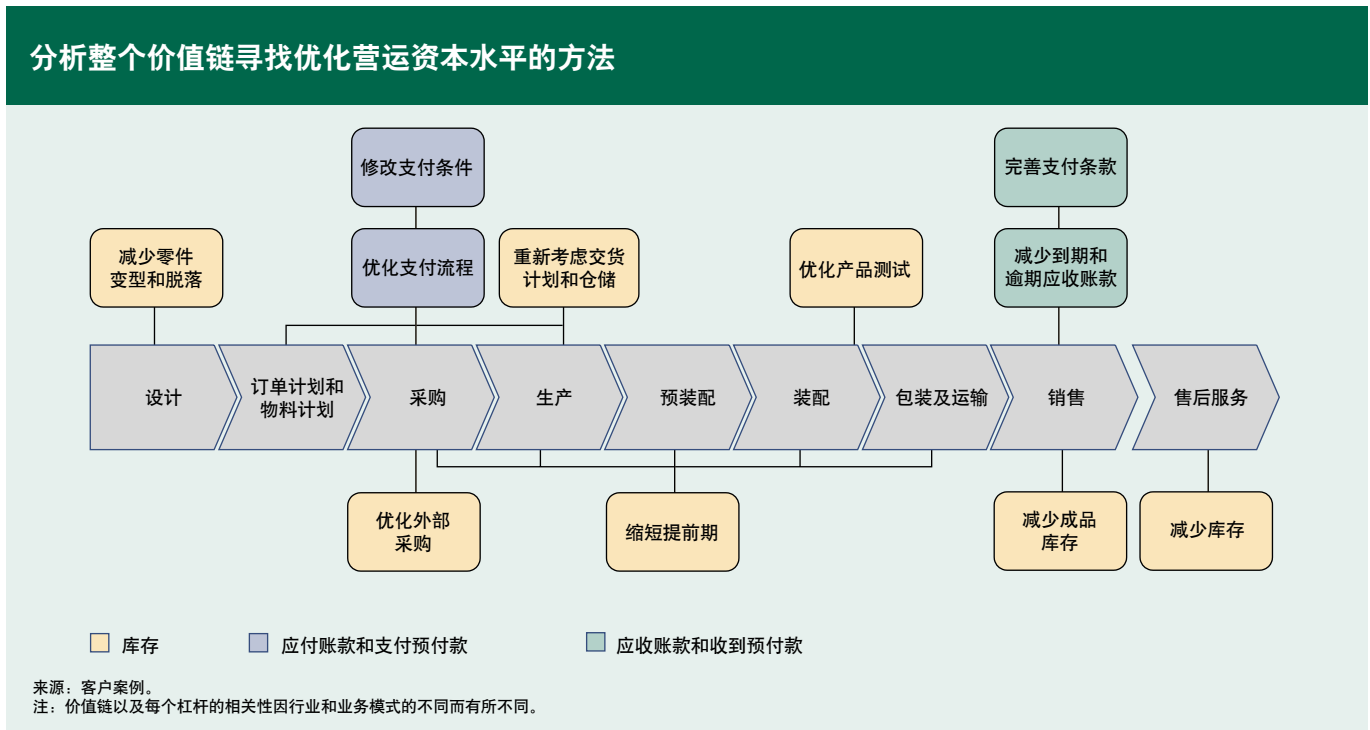 分析整个价值链寻找优化营运资本水平的方法
修改支付条件
完善支付条款
减少零件
变型和脱落
优化支付流程
重新考虑交货
计划和仓储
优化产品测试
减少到期和
逾期应收账款
设计
订单计划和
物料计划
采购
生产
预装配
装配
包装及运输
销售
售后服务
优化外部
采购
缩短提前期
减少成品
库存
减少库存
库存
应付账款和支付预付款
应收账款和收到预付款
来源：客户案例。
注：价值链以及每个杠杆的相关性因行业和业务模式的不同而有所不同。